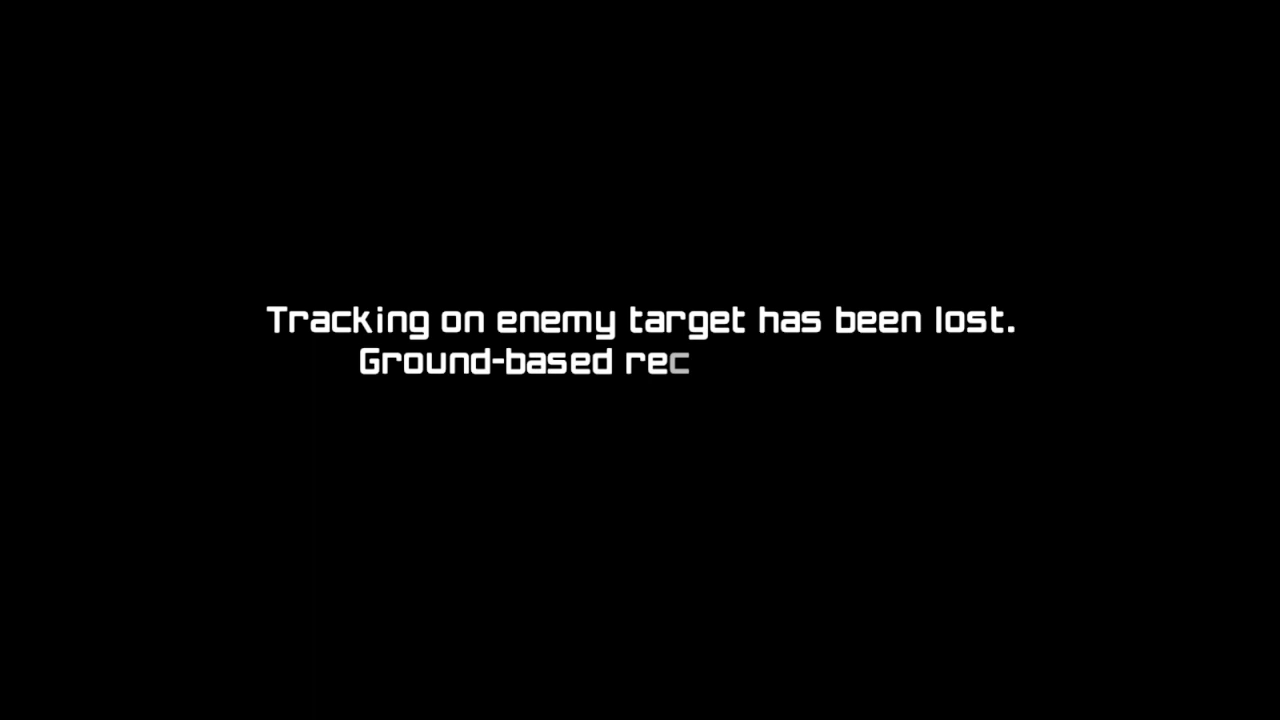 Tracking on enemy target has been lost.
Ground-based rec